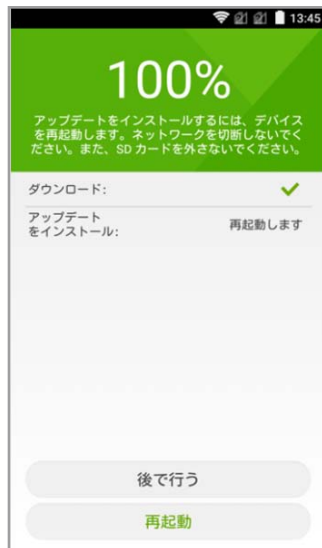 13:45
100%
アップデートをインストールするには、デバイス
を再起動します。ネットワークを切断しないでく
ださい。また、SD カードを外さないでください。
ダウンロード:
アップデート
をインストール:
再起動します
後で行う
再起動